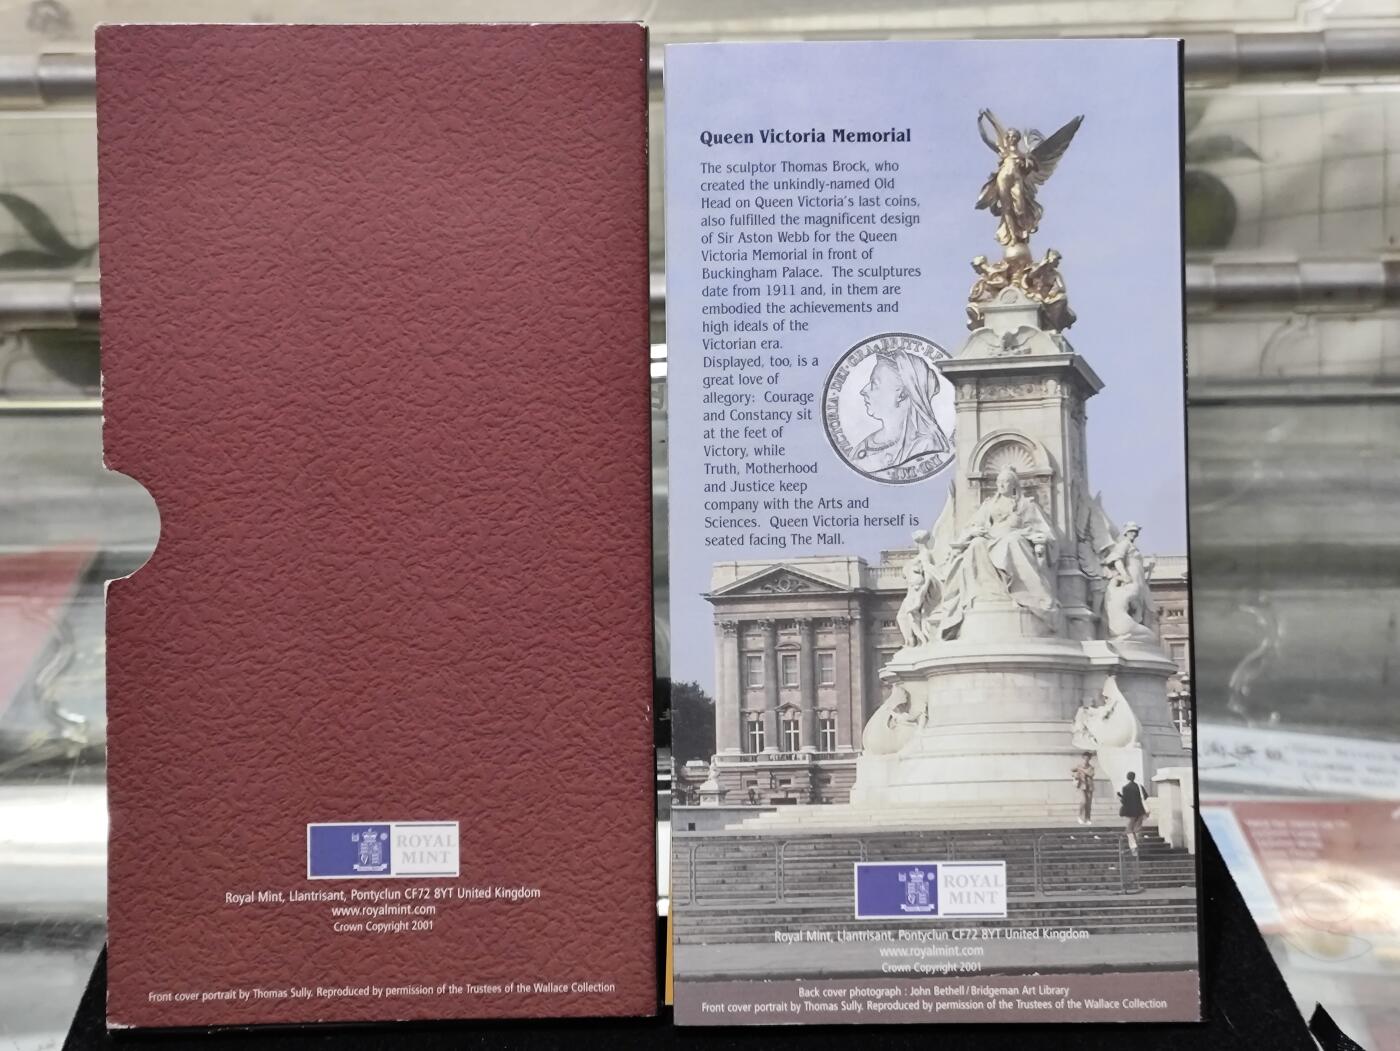 ROYAL
MINT
Royal Mint, Llantrisant, Pontyclun CF72 8YT United Kingdom
www.royalmint.com
Crown Copyright 2001
Front cover portrait by Thomas Sully. Reproduced by permission of the Trustees of the Wallace Collection
Queen Victoria Memorial
The sculptor Thomas Brock, who
created the unkindly-named Old
Head on Queen Victoria's last coins,
also fulfilled the magnificent design
of Sir Aston Webb for the Queen
Victoria Memorial in front of
Buckingham Palace. The sculptures
date from 1911 and, in them are
embodied the achievements and
high ideals of the
Victorian era.
Displayed, too, is a
great love of
allegory: Courage
and Constancy sit
at the feet of
Victory, while
Truth, Motherhood
and Justice keep
company with the Arts and
Sciences. Queen Victoria herself is
seated facing The Mall.
VICTORIA·DEI·GRA·BRITT·RE
ROYAL
MINT
Royal Mint, Llantrisant, Pontyclun CF72 8YT United Kingdom
www.royalmint.com
Crown Copyright 2001
Back cover photograph : John Bethell / Bridgeman Art Library
Front cover portrait by Thomas Sully. Reproduced by permission of the Trustees of the Wallace Collection